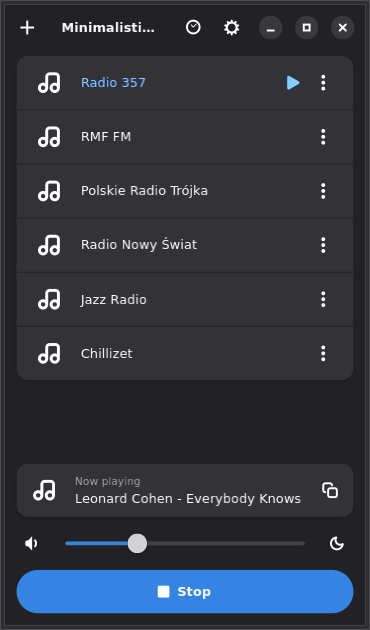 Minimalisti...
Radio 357
RMF FM
Polskie Radio Trójka
Radio Nowy Świat
Jazz Radio
Chillizet
Now playing
Leonard Cohen - Everybody Knows
Stop